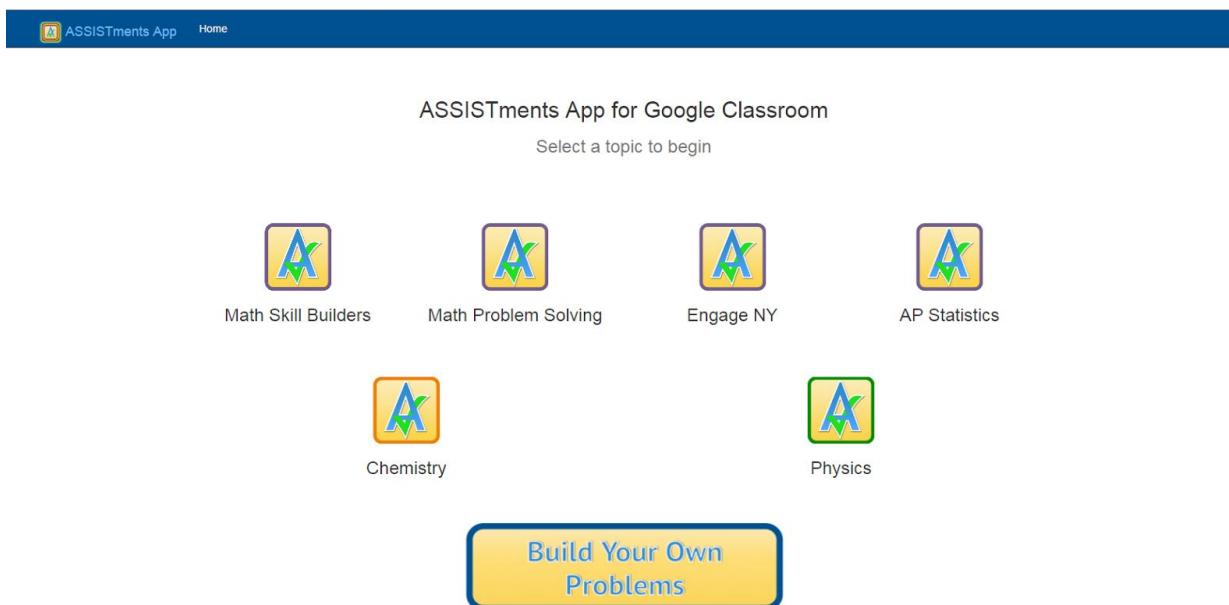 ASSISTments App Home
ASSISTments App for Google Classroom
Select a topic to begin
Math Skill Builders Math Problem Solving Engage NY AP Statistics
Chemistry Physics
Build Your Own
Problems